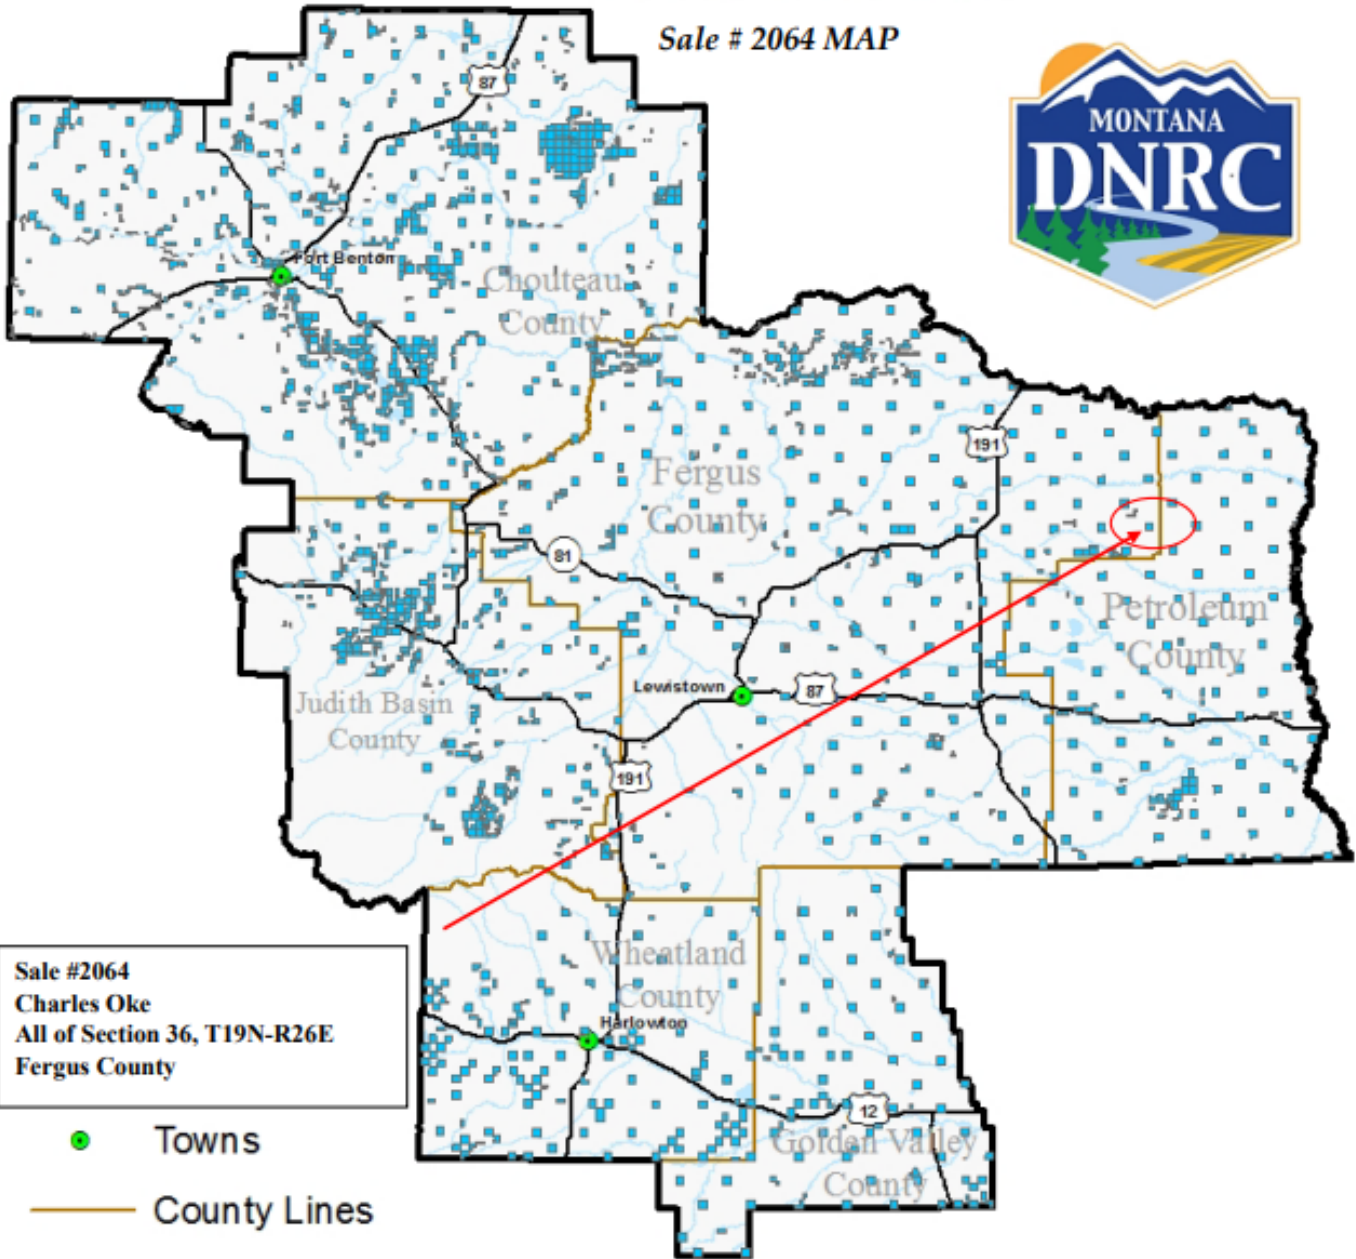 Sale # 2064 MAP
MONTANA
DNRC
87
Fort Benton
Chouteau
County
191
Fergus
County
81
Petroleum
County
Lewistown
87
Judith Basin
County
191
Wheatland
County
Harlowton
12
Golden Valley
County
Sale #2064
Charles Oke
All of Section 36, T19N-R26E
Fergus County
Towns
County Lines